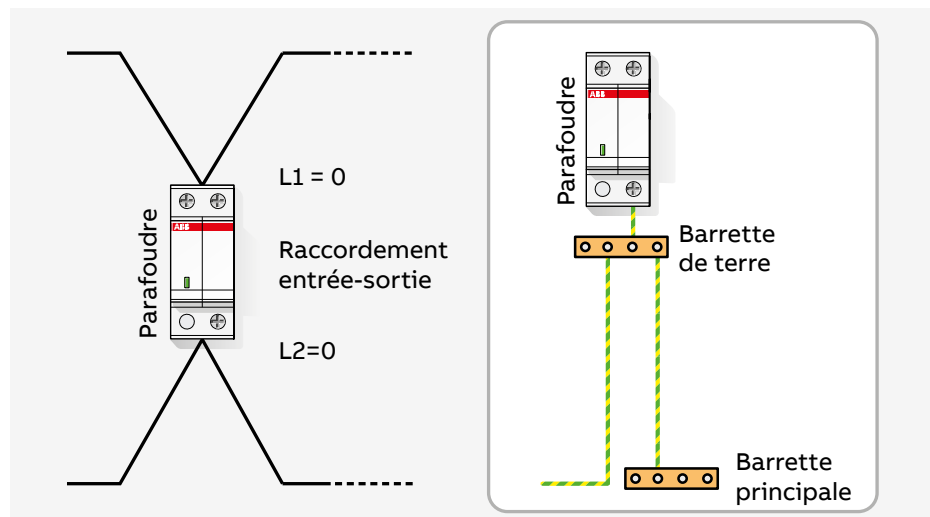 Parafoudre
ABB
L1 = 0
Raccordement
entrée-sortie
L2=0
Parafoudre
ABB
Barrette
de terre
Barrette
principale